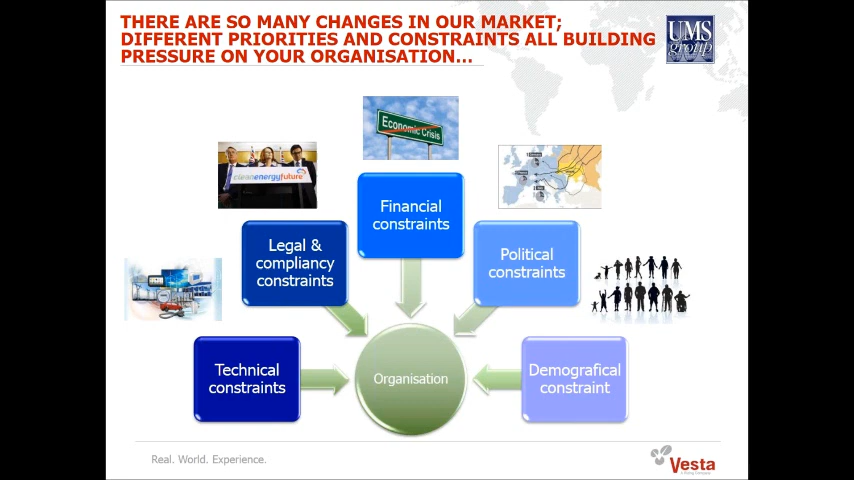 THERE ARE SO MANY CHANGES IN OUR MARKET;
DIFFERENT PRIORITIES AND CONSTRAINTS ALL BUILDING
PRESSURE ON YOUR ORGANISATION...
UMS
group
Economic Crisis
cleanenergyfuture
Financial
constraints
Legal &
compliancy
constraints
Political
constraints
Technical
constraints
Organisation
Demografical
constraint
Real. World. Experience.
Vesta